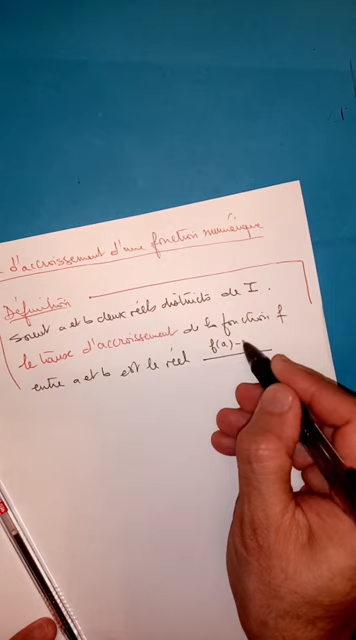 d'accroissement d'une fonction numérique
Définition
Soient a et b deux réels distincts de I.
le taux d'accroissement de la fonction f
entre a et b est le réel f(a)-